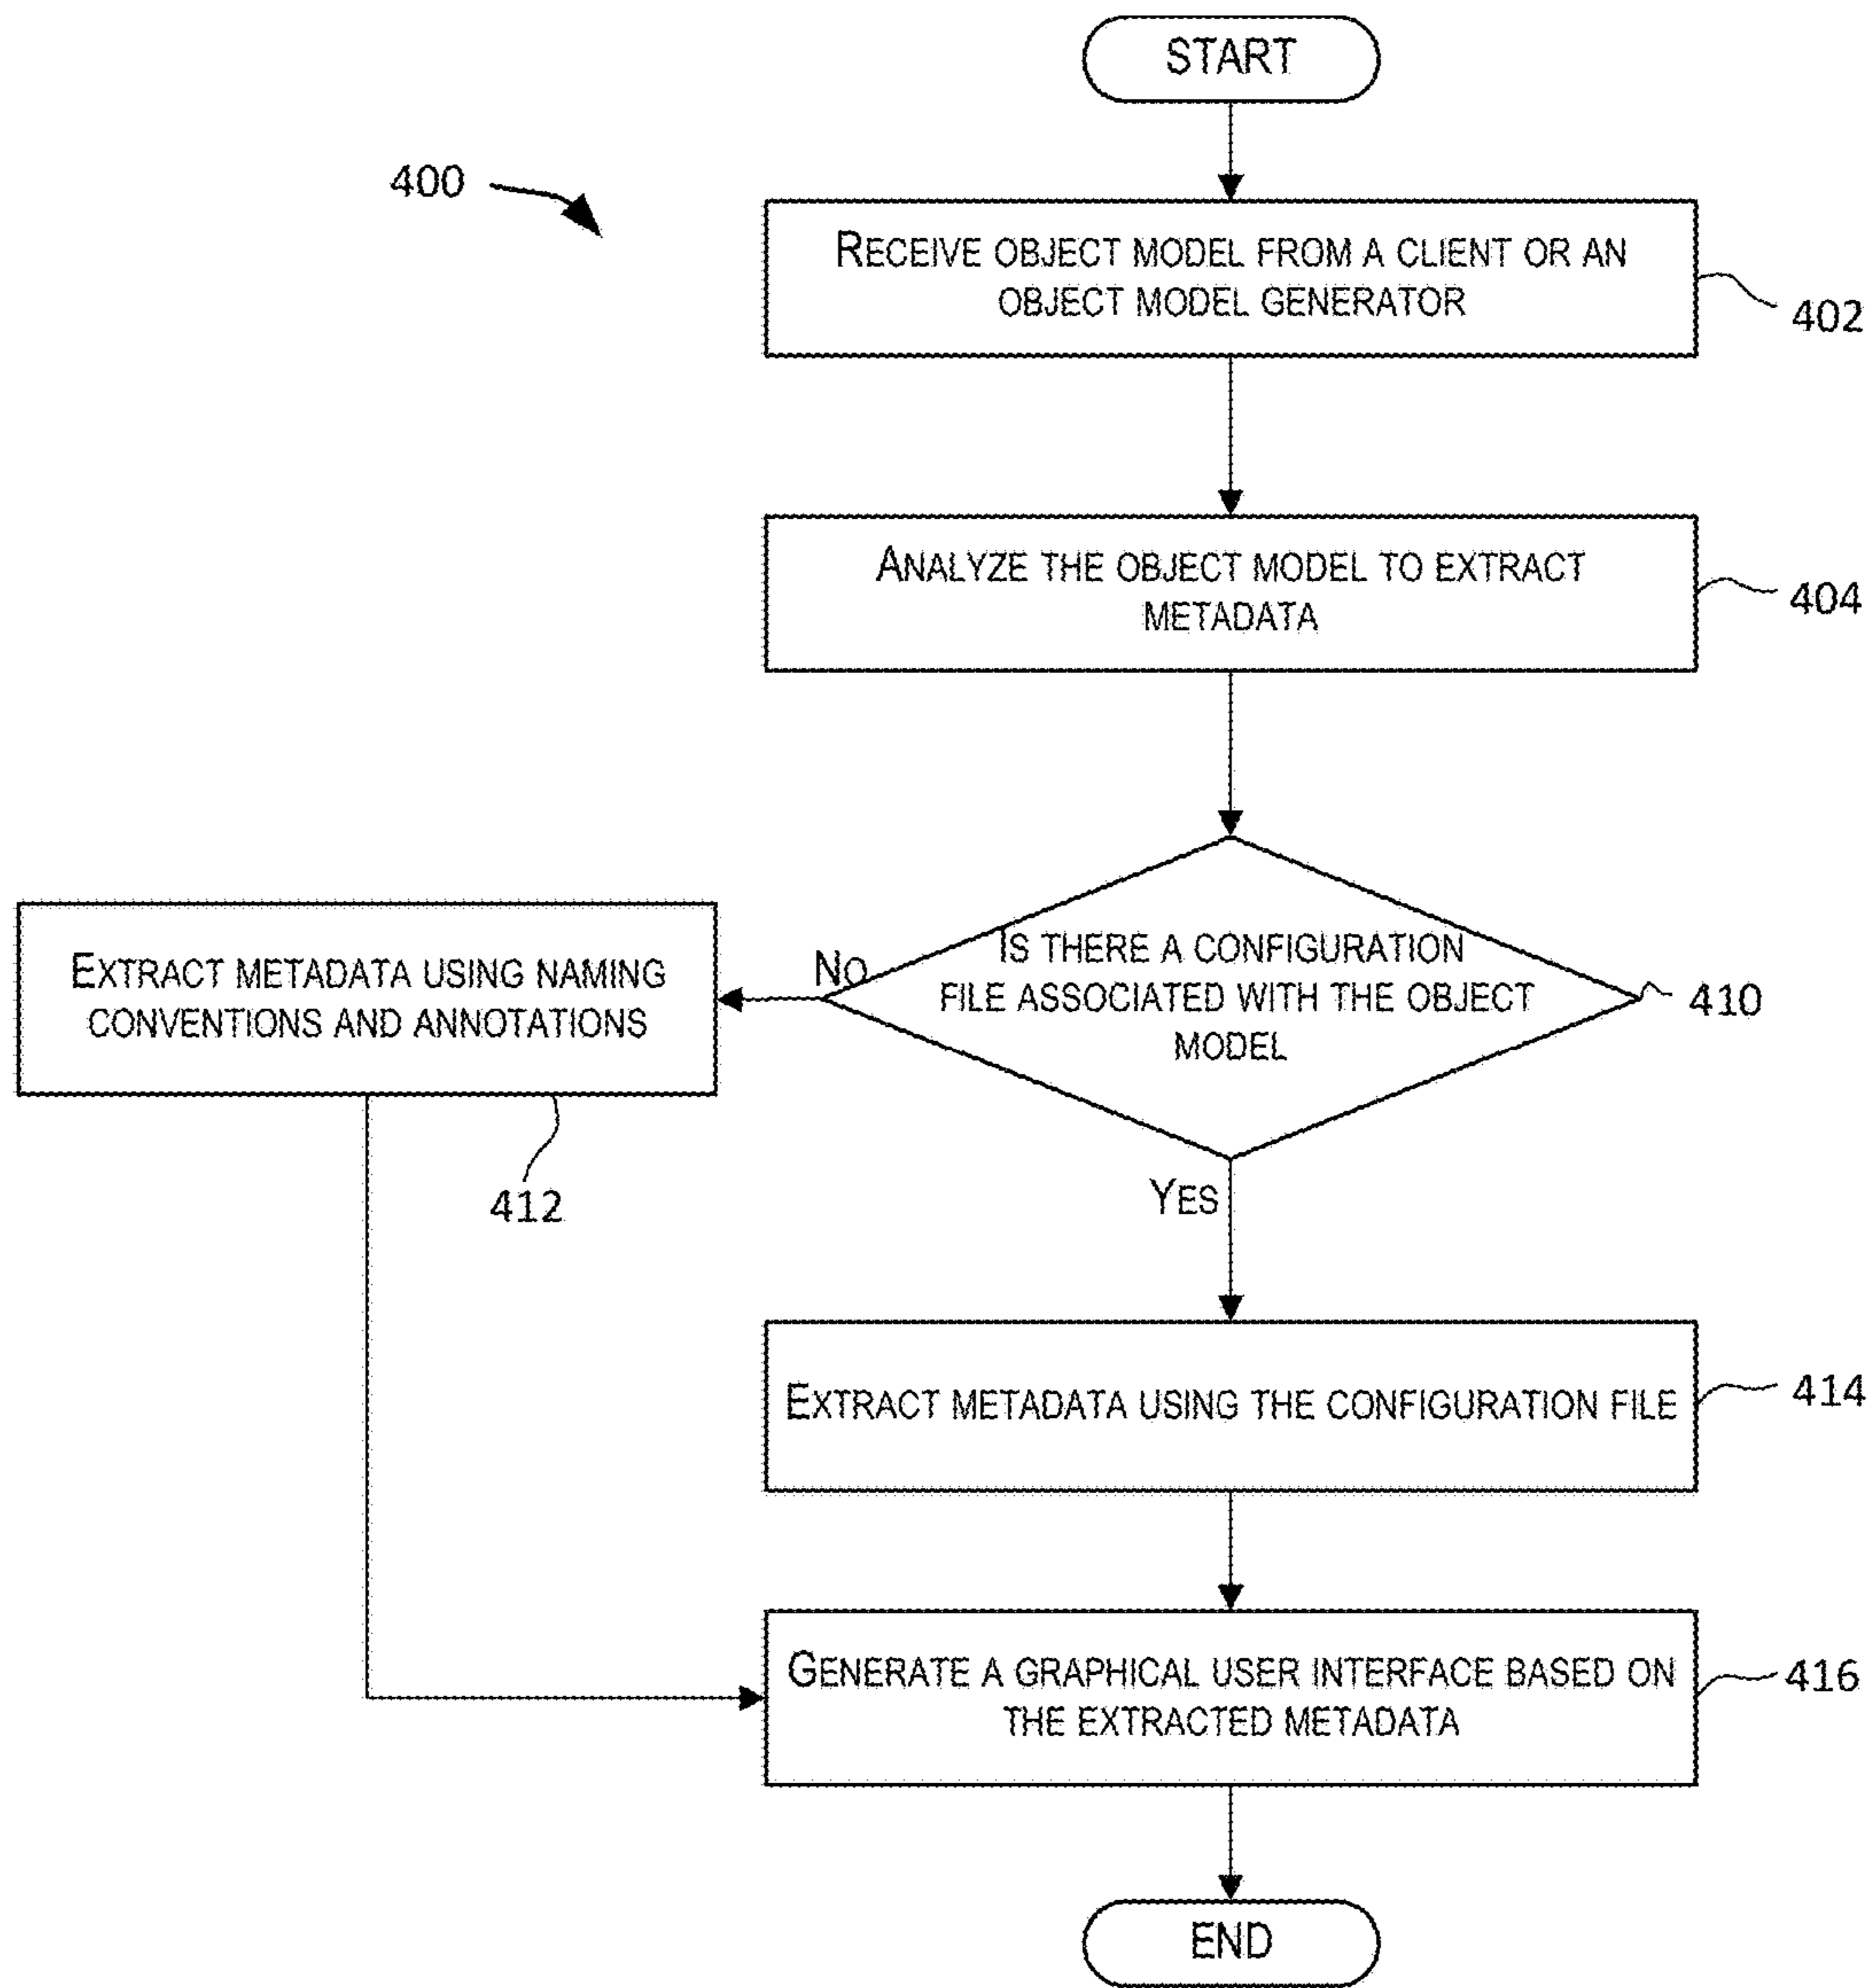 START
400
RECEIVE OBJECT MODEL FROM A CLIENT OR AN
OBJECT MODEL GENERATOR
402
ANALYZE THE OBJECT MODEL TO EXTRACT
METADATA
404
IS THERE A CONFIGURATION
FILE ASSOCIATED WITH THE OBJECT
MODEL
410
NO
EXTRACT METADATA USING NAMING
CONVENTIONS AND ANNOTATIONS
412
YES
EXTRACT METADATA USING THE CONFIGURATION FILE
414
GENERATE A GRAPHICAL USER INTERFACE BASED ON
THE EXTRACTED METADATA
416
END